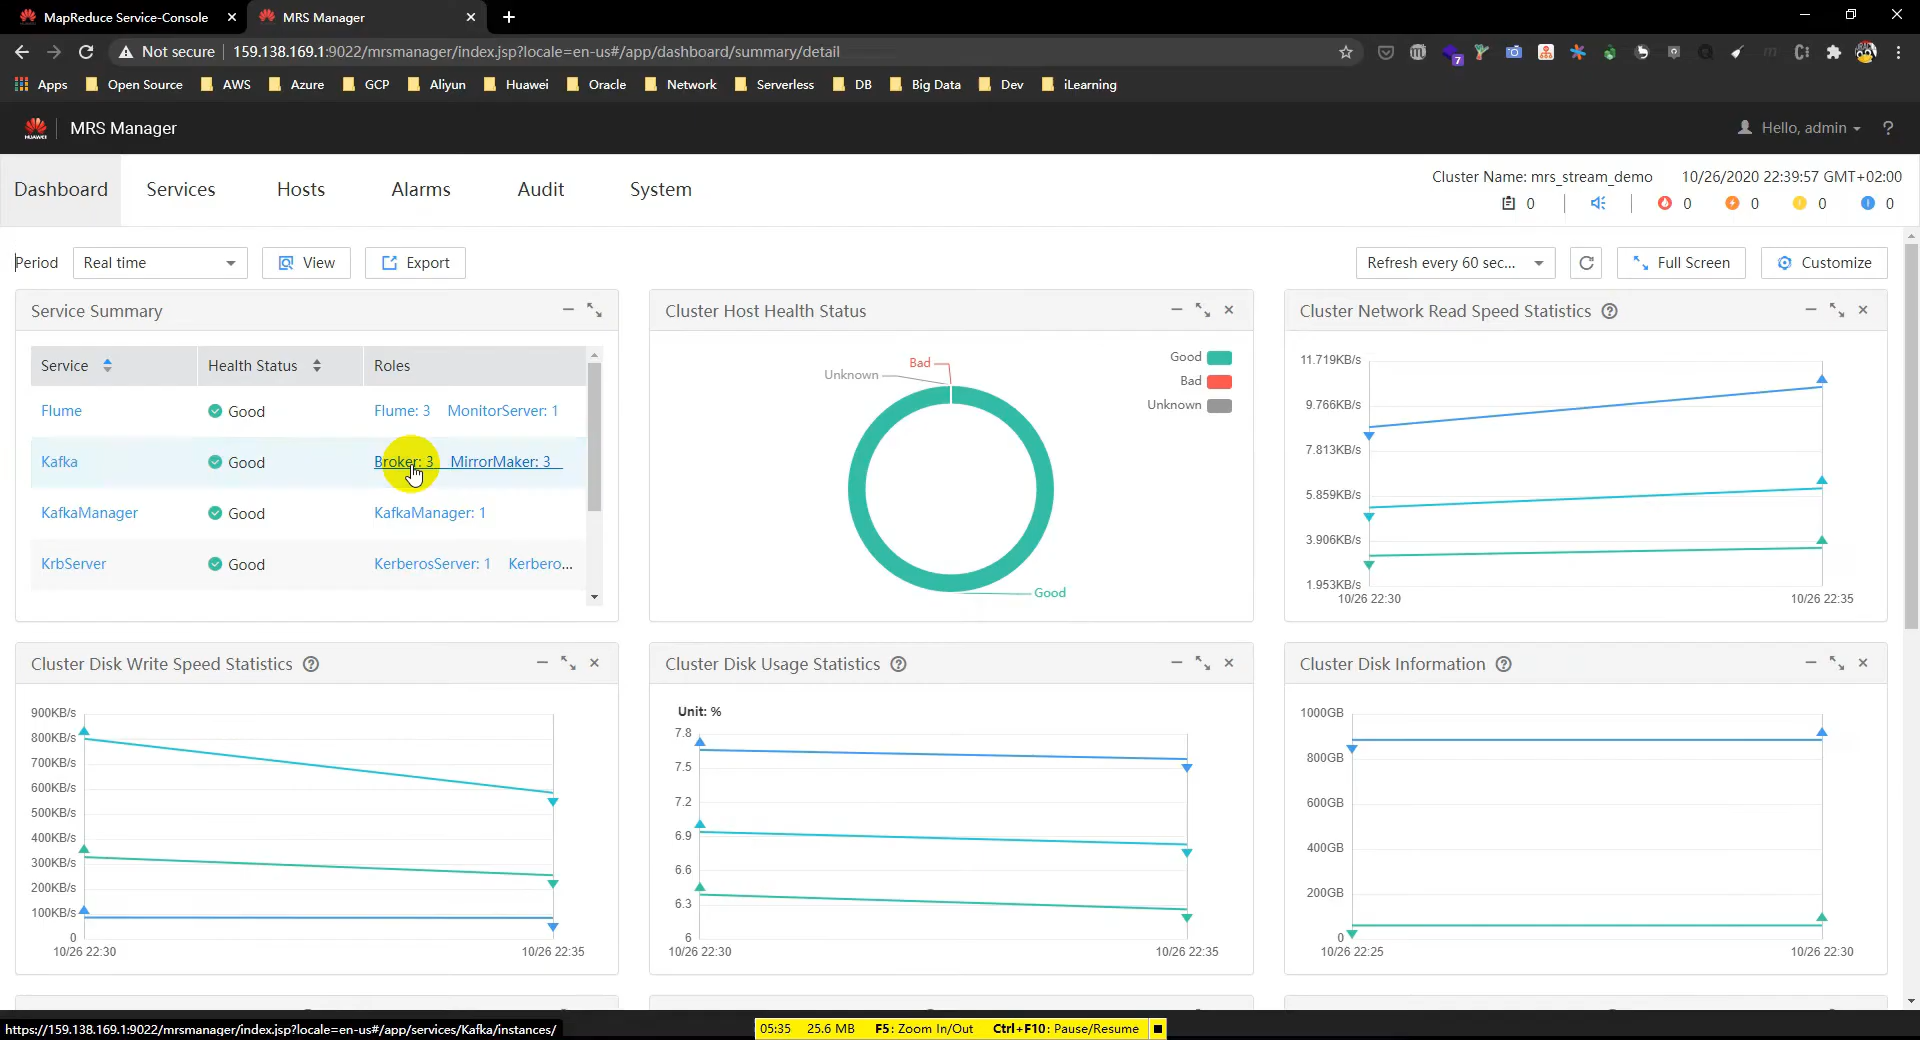 MapReduce Service-Console
MRS Manager
Not secure
159.138.169.1:9022/mrsmanager/index.jsp?locale=en-us#/app/dashboard/summary/detail
7
Apps Open Source AWS Azure GCP Aliyun Huawei Oracle Network Serverless DB Big Data Dev iLearning
HUAWEI
MRS Manager
Hello, admin
?
Dashboard Services Hosts Alarms Audit System
Cluster Name: mrs_stream_demo 10/26/2020 22:39:57 GMT+02:00
0 0 0 0 0
Period Real time View Export
Refresh every 60 sec... Full Screen Customize
Service Summary
Service Health Status Roles
Flume Good Flume: 3 MonitorServer: 1
Kafka Good Broker: 3 MirrorMaker: 3
KafkaManager Good KafkaManager: 1
KrbServer Good KerberosServer: 1 Kerbero...
Cluster Host Health Status
Good
Bad
Unknown
Bad
Unknown
Good
Cluster Network Read Speed Statistics ?
11.719KB/s
9.766KB/s
7.813KB/s
5.859KB/s
3.906KB/s
1.953KB/s
10/26 22:30 10/26 22:35
Cluster Disk Write Speed Statistics ?
900KB/s
800KB/s
700KB/s
600KB/s
500KB/s
400KB/s
300KB/s
200KB/s
100KB/s
0
10/26 22:30 10/26 22:35
Cluster Disk Usage Statistics ?
Unit: %
7.8
7.5
7.2
6.9
6.6
6.3
6
10/26 22:30 10/26 22:35
Cluster Disk Information ?
1000GB
800GB
600GB
400GB
200GB
0
10/26 22:25 10/26 22:30
https://159.138.169.1:9022/mrsmanager/index.jsp?locale=en-us#/app/services/Kafka/instances/
05:35 25.6 MB F5: Zoom In/Out Ctrl+F10: Pause/Resume